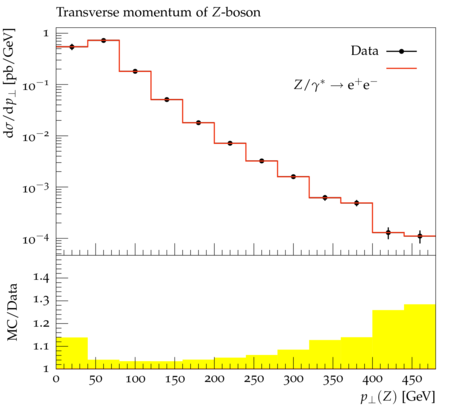 Transverse momentum of Z-boson
dσ/dp⊥ [pb/GeV]
1
10⁻¹
10⁻²
10⁻³
10⁻⁴
Data
Z/γ* → e⁺e⁻
MC/Data
1.4
1.3
1.2
1.1
1
0 50 100 150 200 250 300 350 400 450
p⊥(Z) [GeV]